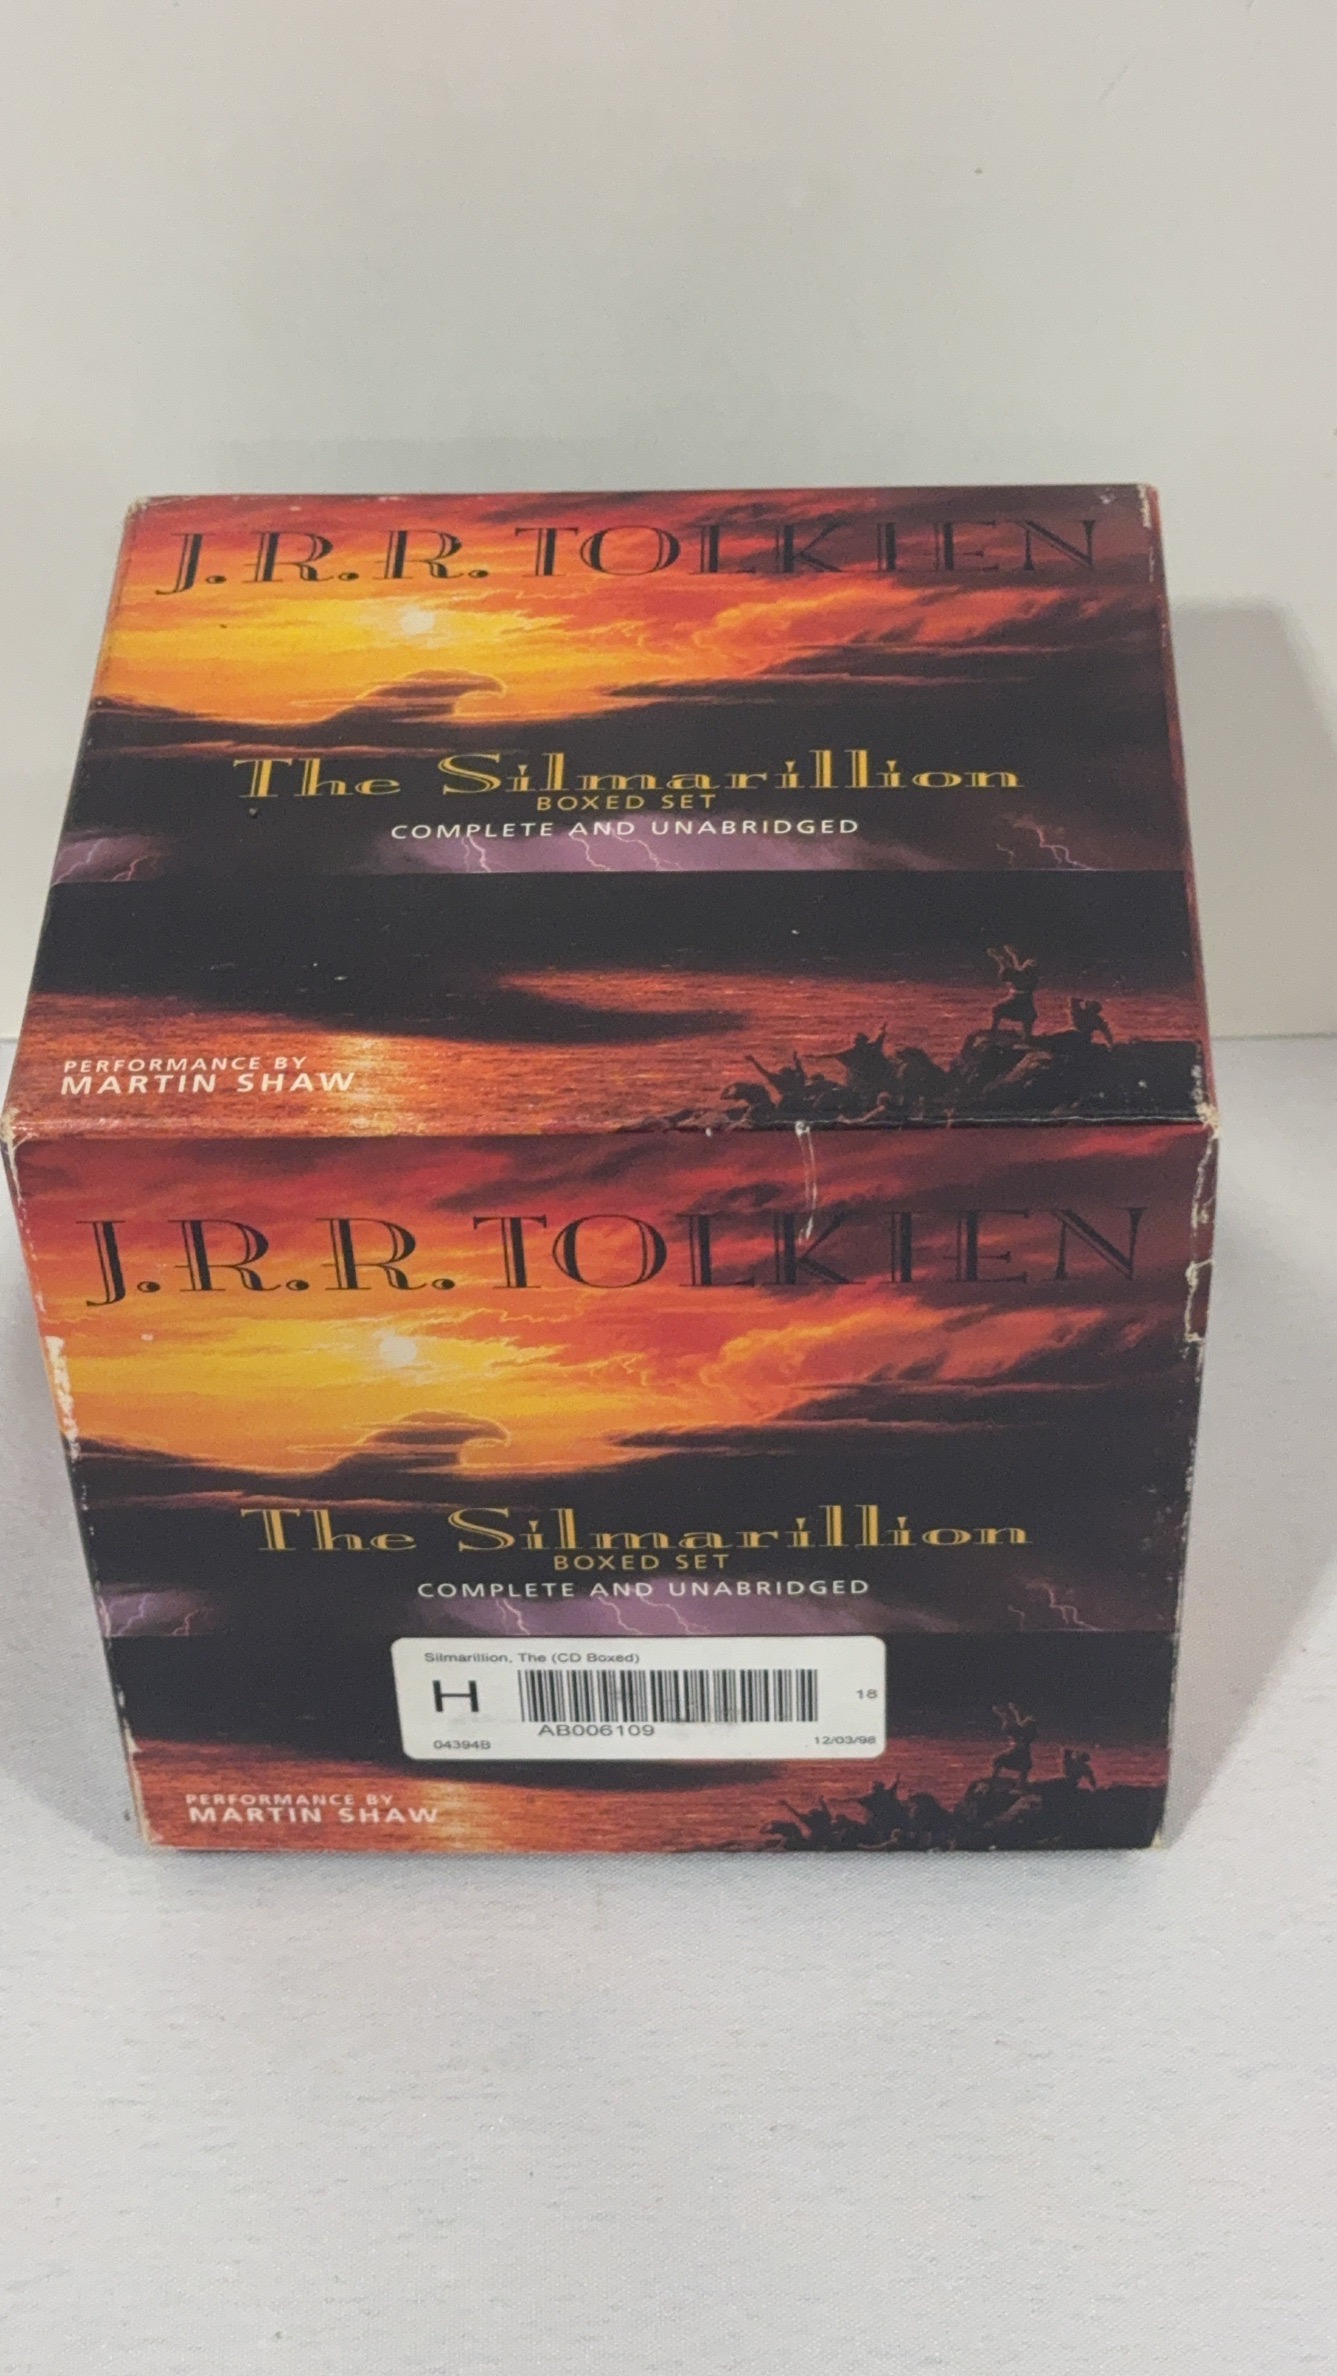 J.R.R. TOLKIEN
The Silmarillion
BOXED SET
COMPLETE AND UNABRIDGED
PERFORMANCE BY
MARTIN SHAW
J.R.R. TOLKIEN
The Silmarillion
BOXED SET
COMPLETE AND UNABRIDGED
Silmarillion, The (CD Boxed)
H 18
AB006109
04394B 12/03/98
PERFORMANCE BY
MARTIN SHAW